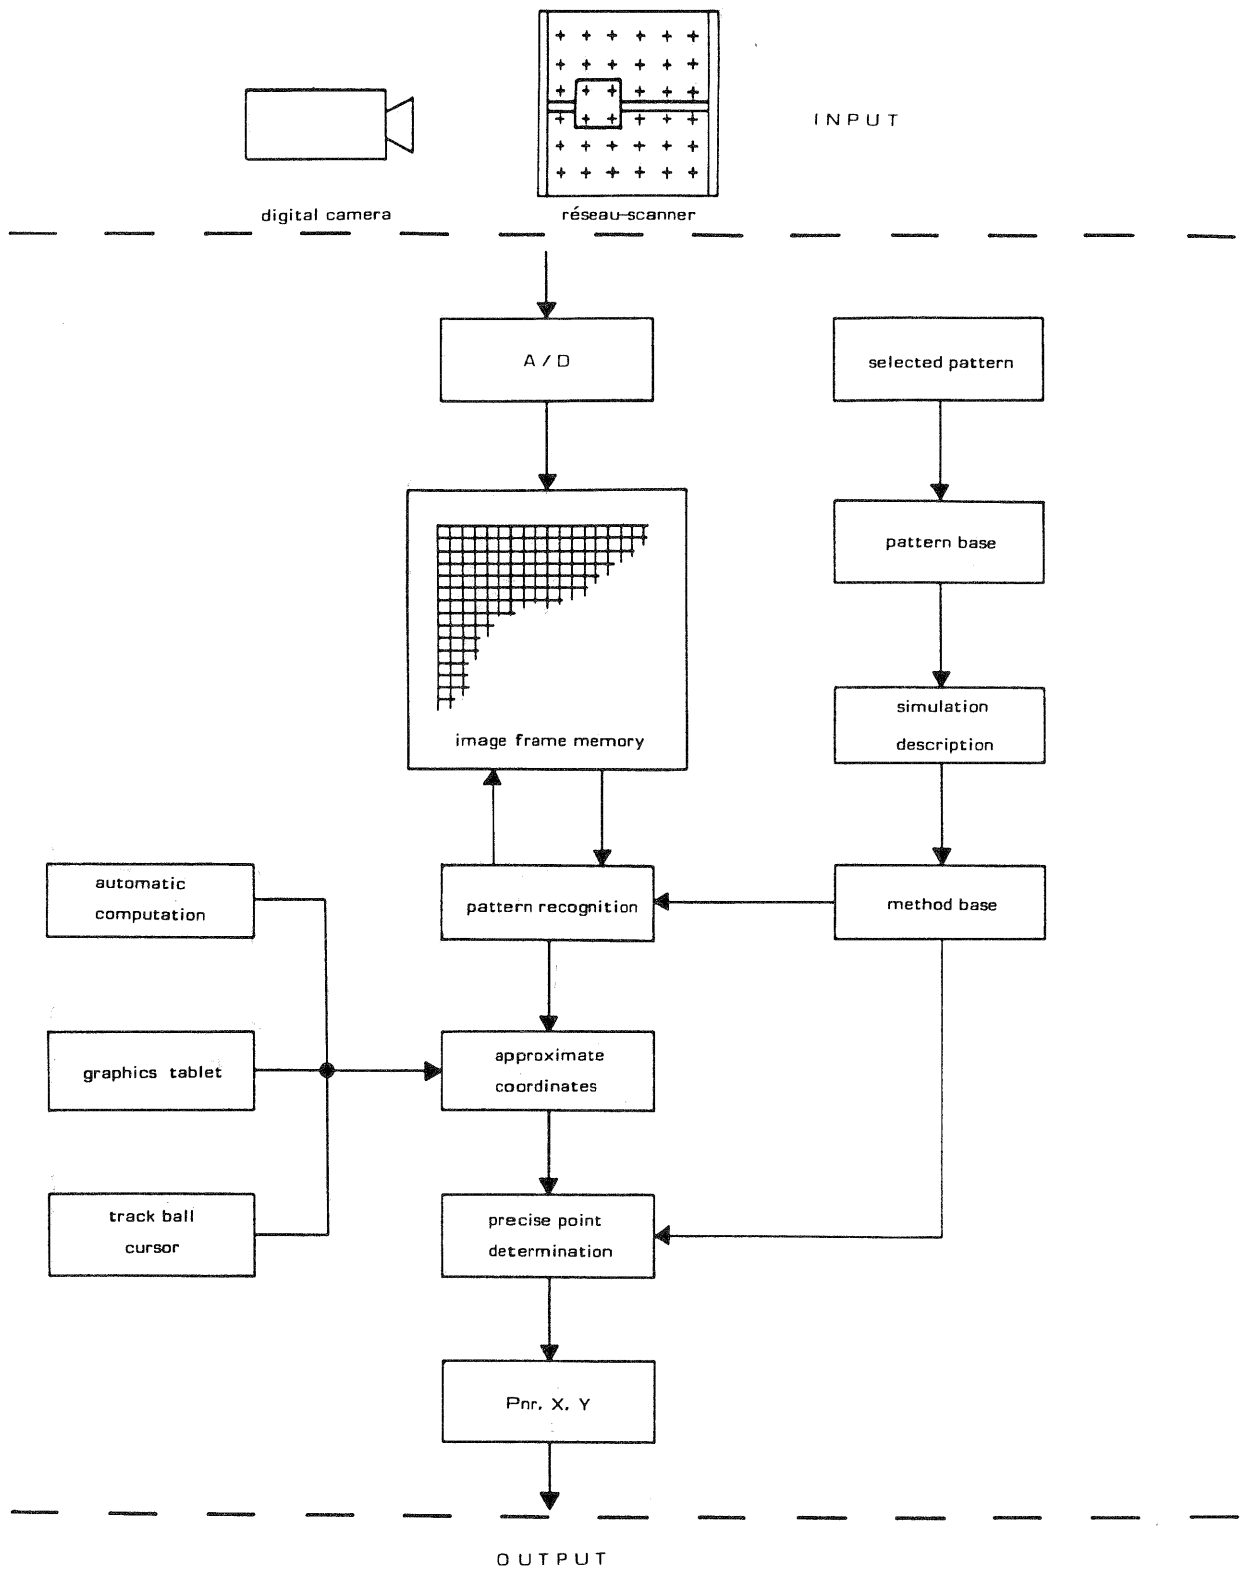 INPUT
digital camera
réseau-scanner
A/D
selected pattern
pattern base
image frame memory
simulation
description
automatic
computation
pattern recognition
method base
graphics tablet
approximate
coordinates
track ball
cursor
precise point
determination
Pnr. X. Y
OUTPUT